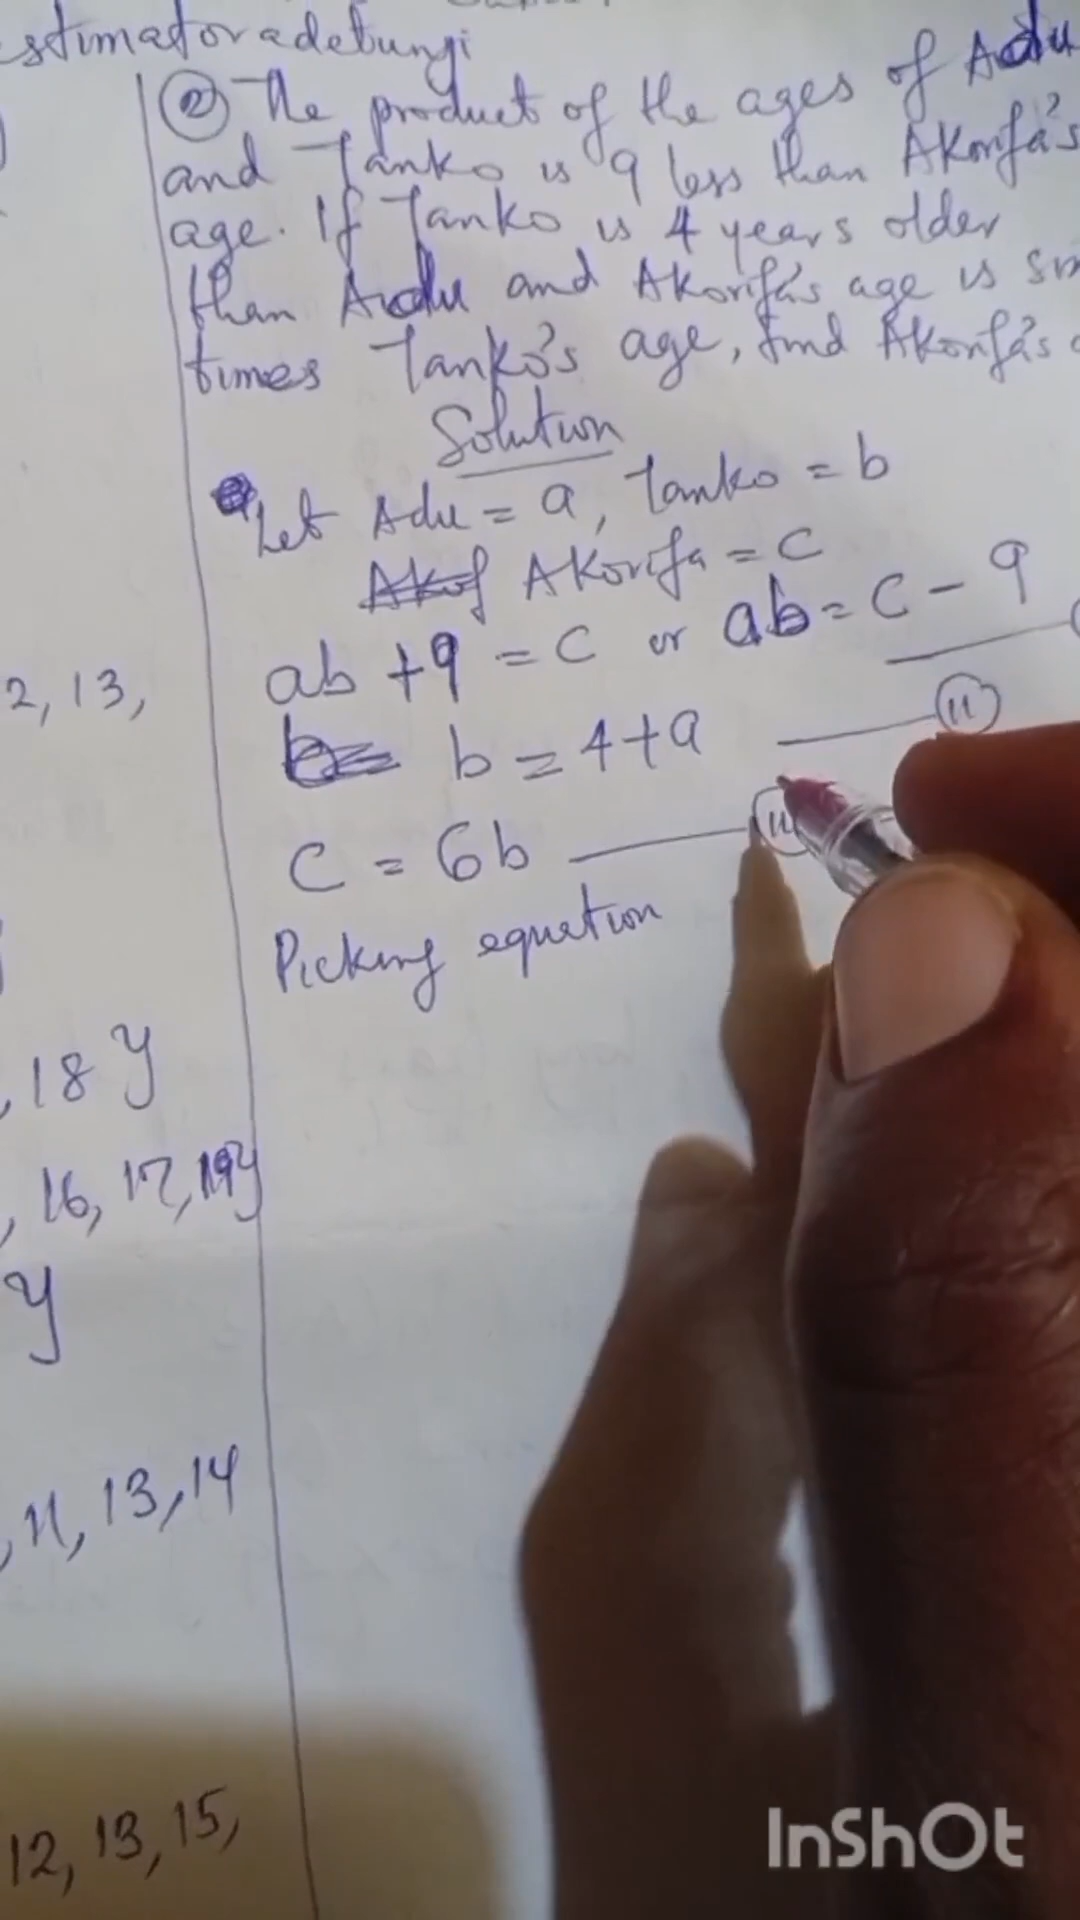 estimatoradebungi
② The product of the ages of Adu
and Tanko is 9 less than Akorifa's
age. If Tanko is 4 years older
than Adu and Akorifa's age is
times Tanko's age, find Akorifa's
Solution
Let Adu = a, Tanko = b
Akorifa = c
ab + 9 = c or ab = c - 9
b = 4 + a (ii)
c = 6b
Picking equation
2, 13,
, 18 y
, 16, 17, 19y
y
, 11, 13, 14
12, 13, 15,
InShOt